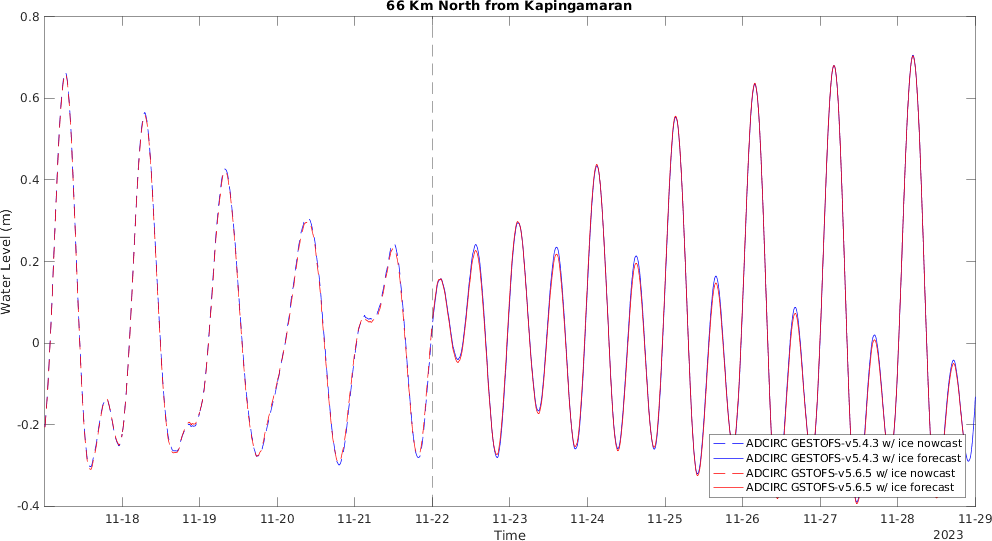 66 Km North from Kapingamaran
0.8
0.6
0.4
0.2
0
-0.2
-0.4
Water Level (m)
ADCIRC GESTOFS-v5.4.3 w/ ice nowcast
ADCIRC GESTOFS-v5.4.3 w/ ice forecast
ADCIRC GSTOFS-v5.6.5 w/ ice nowcast
ADCIRC GSTOFS-v5.6.5 w/ ice forecast
11-18 11-19 11-20 11-21 11-22 11-23 11-24 11-25 11-26 11-27 11-28 11-29
Time
2023